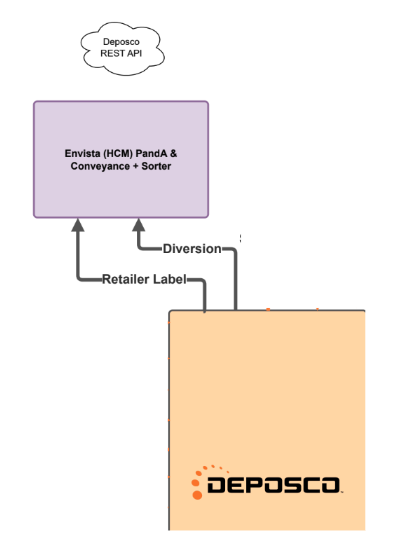 Deposco
REST API
Envista (HCM) PandA &
Conveyance + Sorter
Diversion
Retailer Label
DEPOSCO.